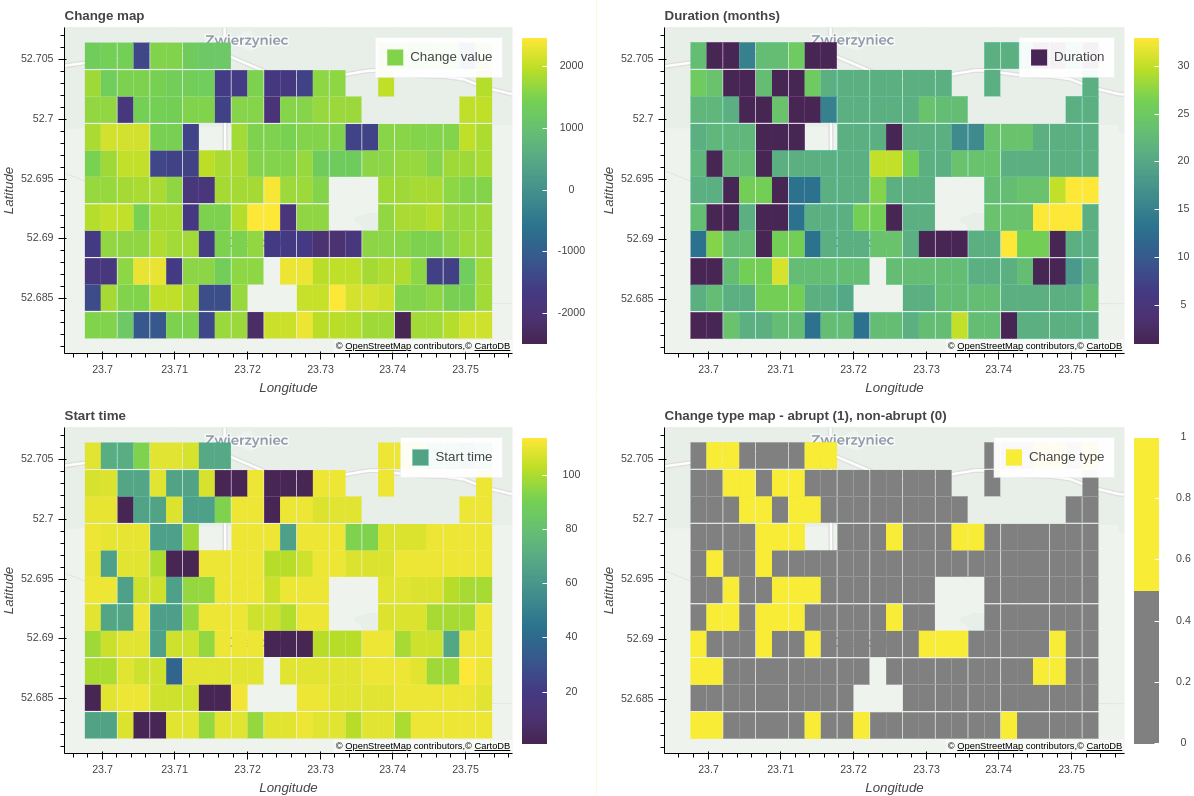 Change map
Zwierzyniec
Change value
52.705
52.7
52.695
52.69
52.685
Latitude
2000
1000
0
-1000
-2000
© OpenStreetMap contributors,© CartoDB
23.7 23.71 23.72 23.73 23.74 23.75
Longitude
Duration (months)
Zwierzyniec
Duration
52.705
52.7
52.695
52.69
52.685
Latitude
30
25
20
15
10
5
© OpenStreetMap contributors,© CartoDB
23.7 23.71 23.72 23.73 23.74 23.75
Longitude
Start time
Zwierzyniec
Start time
52.705
52.7
52.695
52.69
52.685
Latitude
100
80
60
40
20
© OpenStreetMap contributors,© CartoDB
23.7 23.71 23.72 23.73 23.74 23.75
Longitude
Change type map - abrupt (1), non-abrupt (0)
Zwierzyniec
Change type
52.705
52.7
52.695
52.69
52.685
Latitude
1
0.8
0.6
0.4
0.2
0
© OpenStreetMap contributors,© CartoDB
23.7 23.71 23.72 23.73 23.74 23.75
Longitude